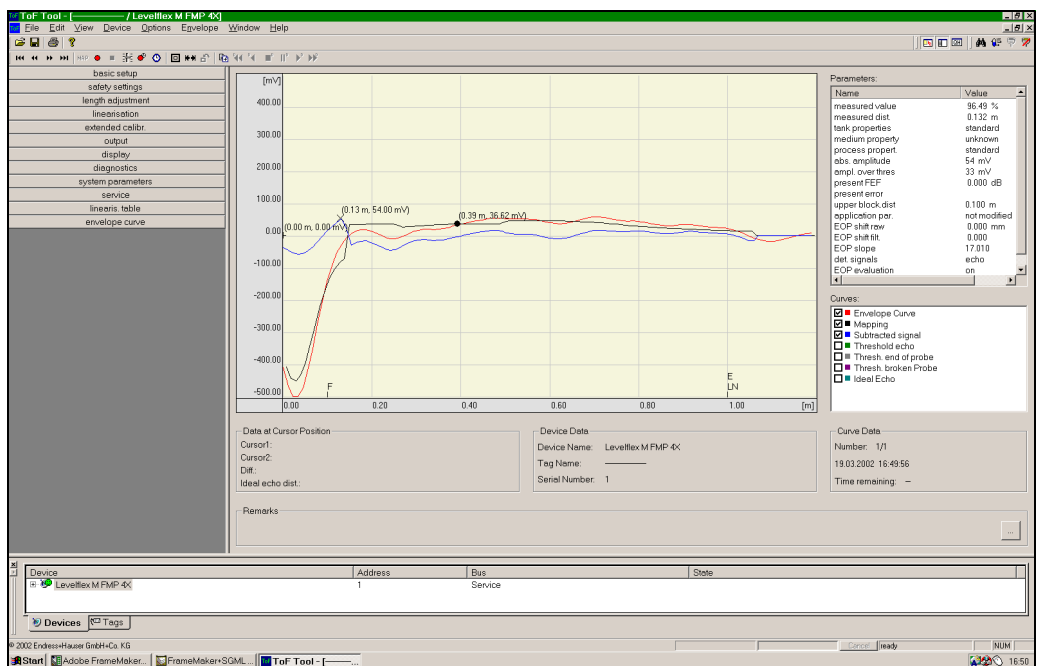 ToF Tool - [———— / Levelflex M FMP 4X]
File Edit View Device Options Envelope Window Help
MAP
basic setup
safety settings
length adjustment
linearisation
extended calibr.
output
display
diagnostics
system parameters
service
linearis. table
envelope curve
[mV]
400.00
300.00
200.00
100.00
0.00
-100.00
-200.00
-300.00
-400.00
-500.00
(0.00 m, 0.00 mV)
(0.13 m, 54.00 mV)
(0.39 m, 36.62 mV)
F
E
LN
0.00 0.20 0.40 0.60 0.80 1.00 [m]
Parameters:
Name Value
measured value 96.49 %
measured dist. 0.132 m
tank properties standard
medium property unknown
process propert. standard
abs. amplitude 54 mV
ampl. over thres 33 mV
present FEF 0.000 dB
present error
upper block.dist 0.100 m
application par. not modified
EOP shift raw 0.000 mm
EOP shift filt. 0.000
EOP slope 17.010
det. signals echo
EOP evaluation on
Curves:
Envelope Curve
Mapping
Subtracted signal
Threshold echo
Thresh. end of probe
Thresh. broken Probe
Ideal Echo
Data at Cursor Position
Cursor1:
Cursor2:
Diff.:
Ideal echo dist.:
Device Data
Device Name: Levelflex M FMP 4X
Tag Name: ————
Serial Number: 1
Curve Data
Number: 1/1
19.03.2002 16:49:56
Time remaining: –
Remarks
...
Device Address Bus State
Levelflex M FMP 4X 1 Service
Devices Tags
© 2002 Endress+Hauser GmbH+Co. KG Cancel ready NUM
Start Adobe FrameMaker... FrameMaker+SGML... ToF Tool - [——... 16:50